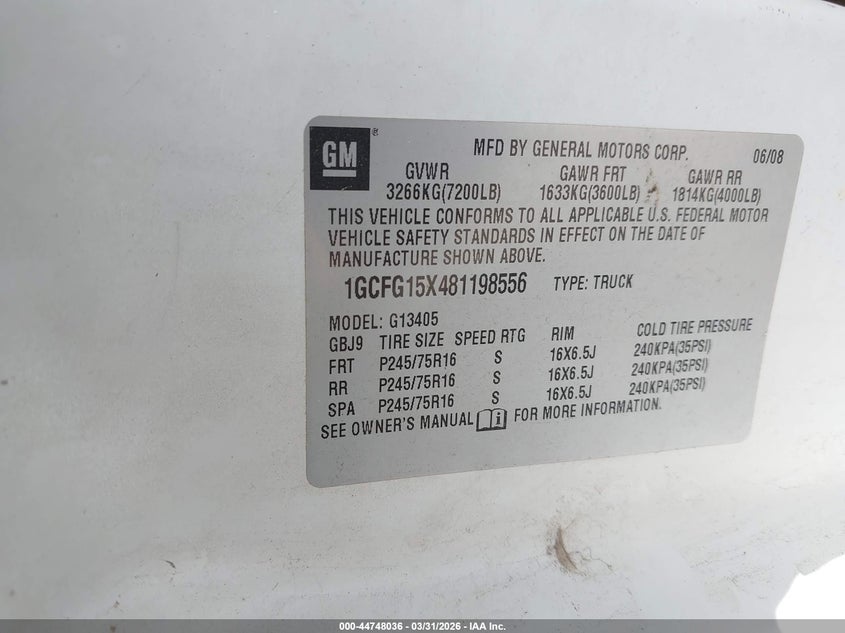 GM ®
MFD BY GENERAL MOTORS CORP. 06/08
GVWR GAWR FRT GAWR RR
3266KG(7200LB) 1633KG(3600LB) 1814KG(4000LB)
THIS VEHICLE CONFORMS TO ALL APPLICABLE U.S. FEDERAL MOTOR
VEHICLE SAFETY STANDARDS IN EFFECT ON THE DATE OF
MANUFACTURE SHOWN ABOVE.
1GCFG15X481198556 TYPE: TRUCK
MODEL: G13405
GBJ9 TIRE SIZE SPEED RTG RIM COLD TIRE PRESSURE
FRT P245/75R16 S 16X6.5J 240KPA(35PSI)
RR P245/75R16 S 16X6.5J 240KPA(35PSI)
SPA P245/75R16 S 16X6.5J 240KPA(35PSI)
SEE OWNER'S MANUAL i FOR MORE INFORMATION.
000-44748036 — 03/31/2026 — IAA Inc.